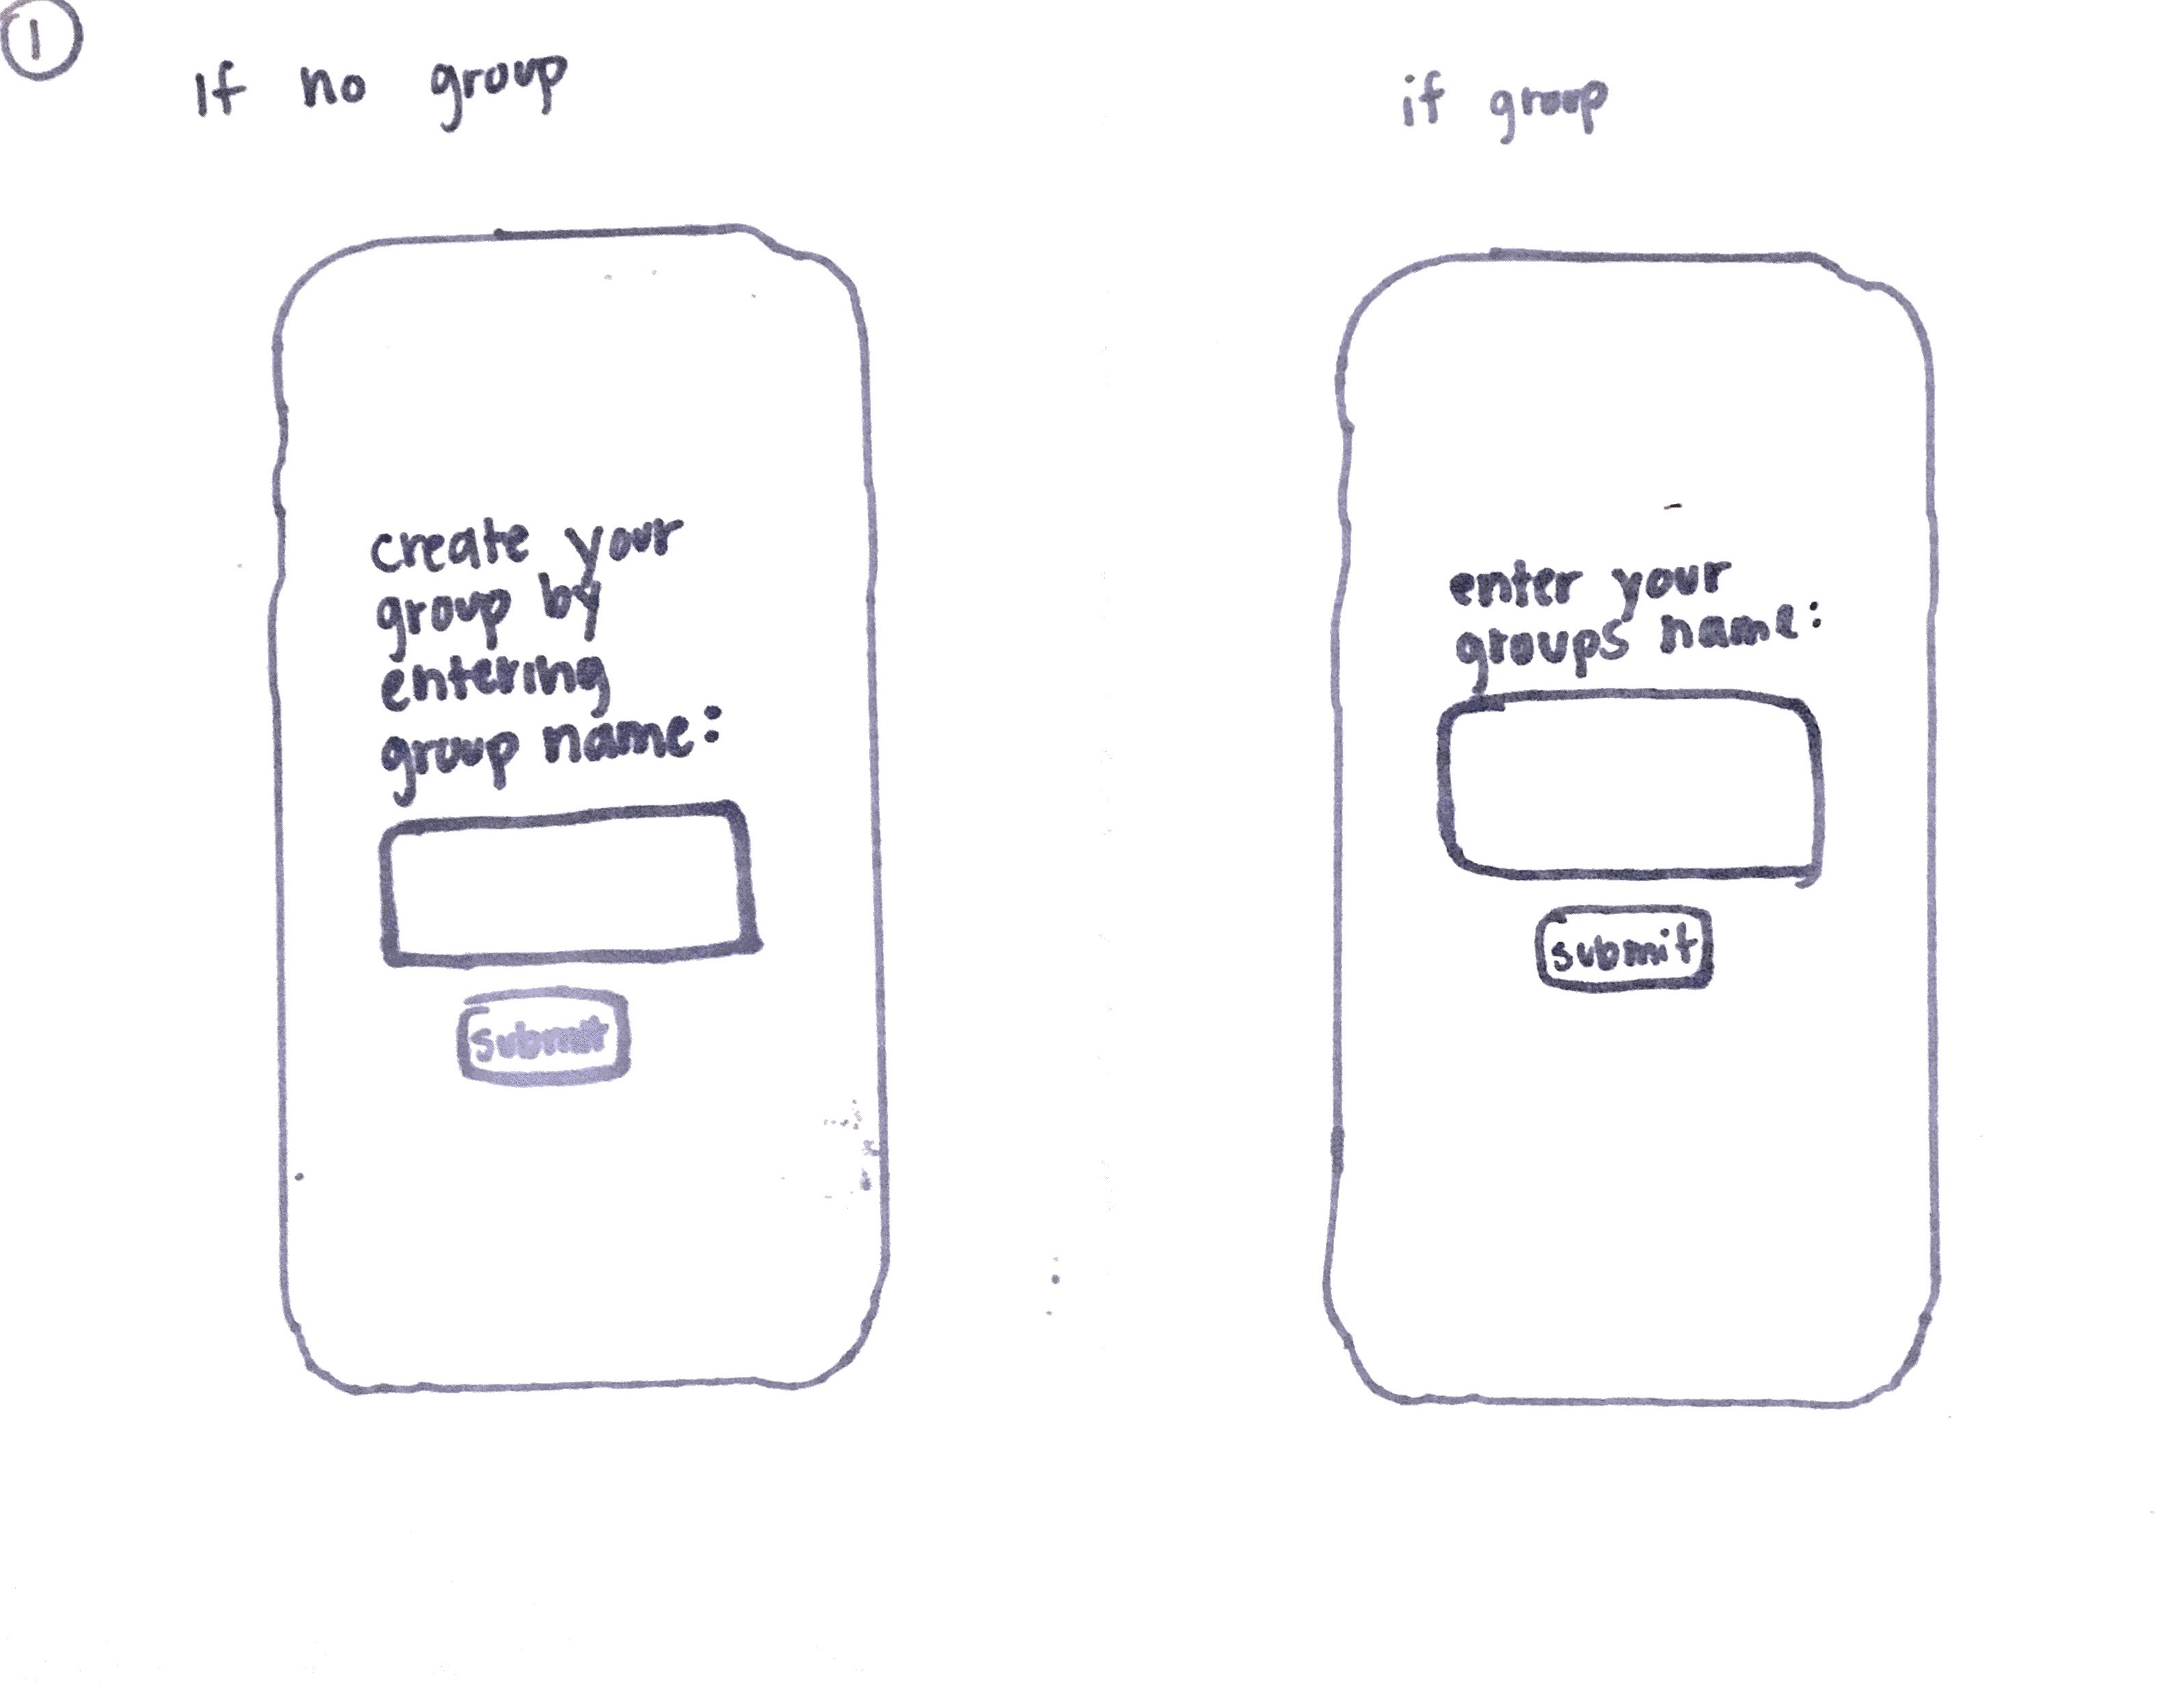 1
If no group
if group
create your
group by
entering
group name:
submit
enter your
groups name:
submit